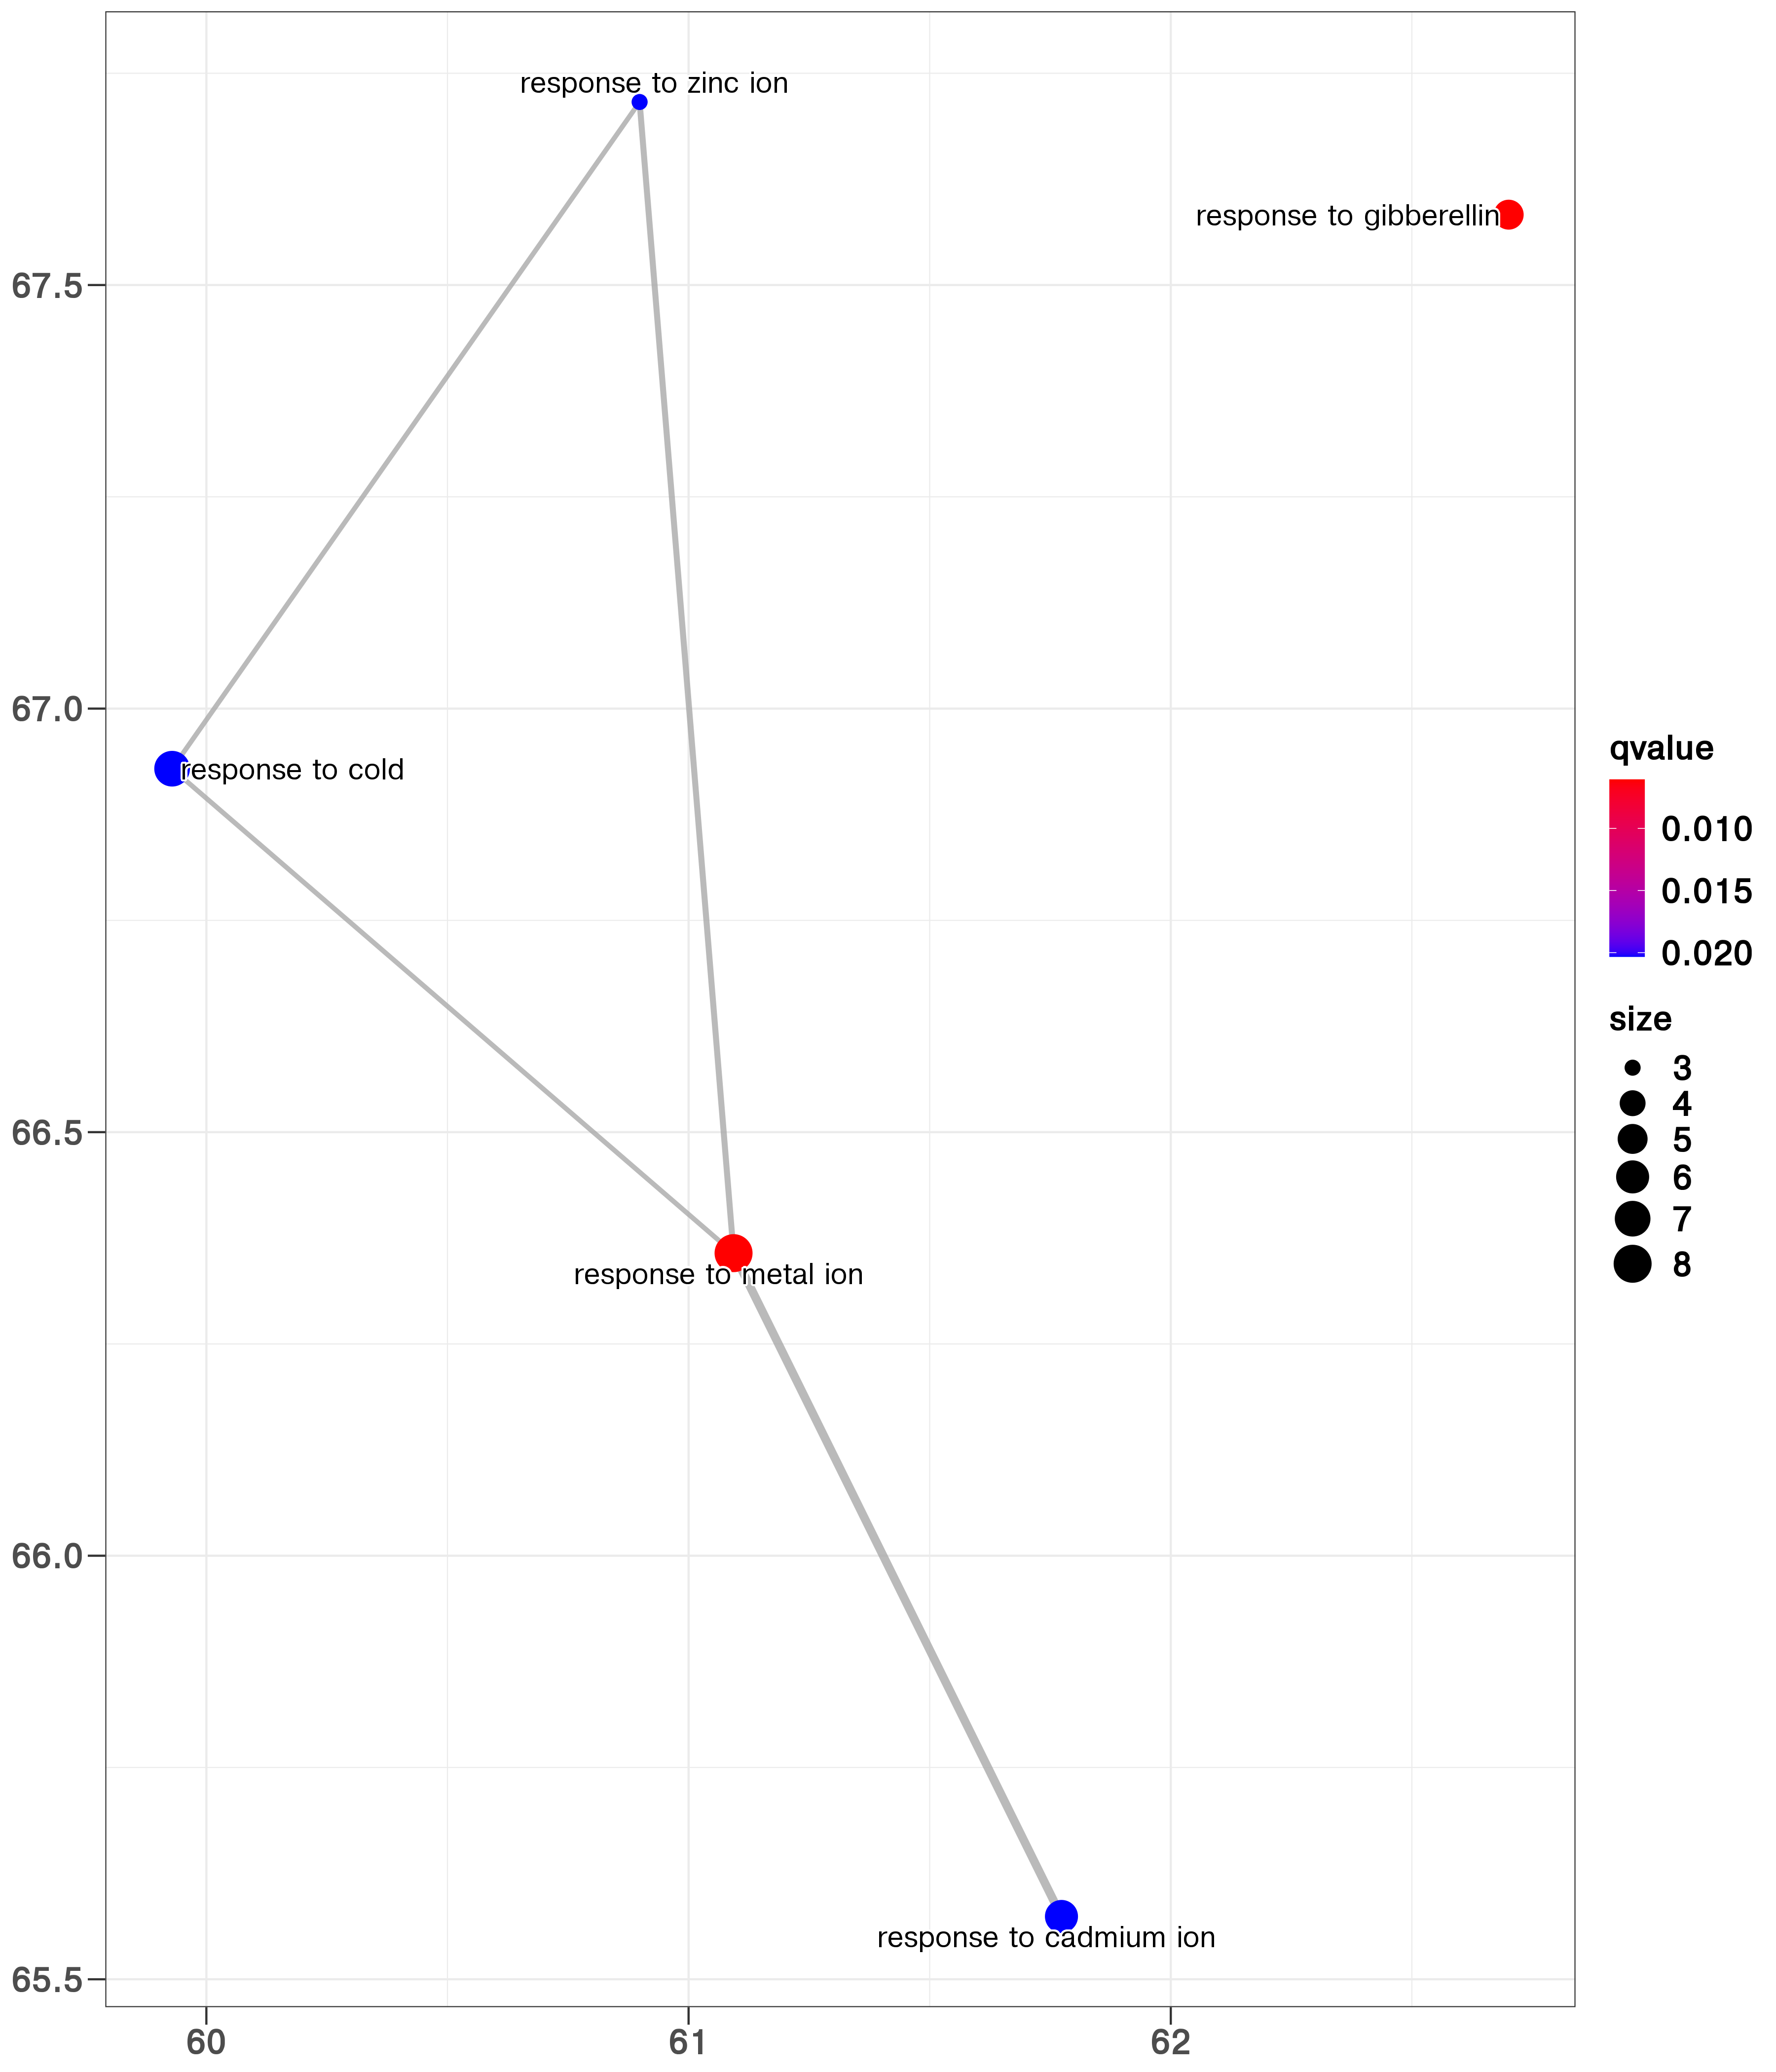 response to zinc ion
response to gibberellin
67.5
67.0
response to cold
66.5
response to metal ion
66.0
response to cadmium ion
65.5
60
61
62
qvalue
0.010
0.015
0.020
size
3
4
5
6
7
8